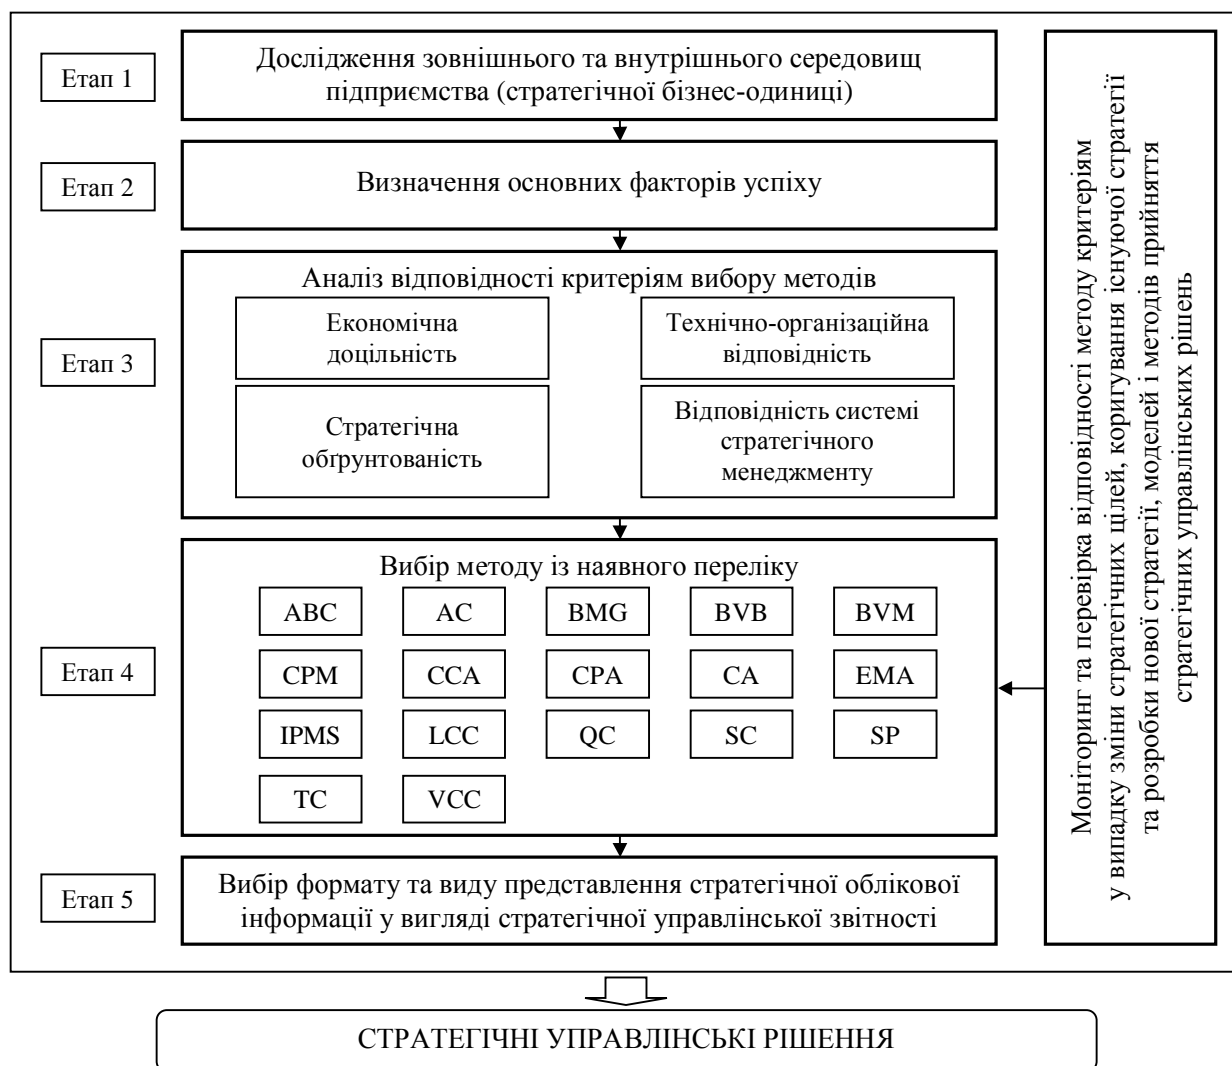 Етап 1
Дослідження зовнішнього та внутрішнього середовищ
підприємства (стратегічної бізнес-одиниці)
Етап 2
Визначення основних факторів успіху
Етап 3
Аналіз відповідності критеріям вибору методів
Економічна
доцільність
Технічно-організаційна
відповідність
Стратегічна
обґрунтованість
Відповідність системі
стратегічного
менеджменту
Етап 4
Вибір методу із наявного переліку
ABC AC BMG BVB BVM
CPM CCA CPA CA EMA
IPMS LCC QC SC SP
TC VCC
Етап 5
Вибір формату та виду представлення стратегічної облікової
інформації у вигляді стратегічної управлінської звітності
Моніторинг та перевірка відповідності методу критеріям
у випадку зміни стратегічних цілей, коригування існуючої стратегії
та розробки нової стратегії, моделей і методів прийняття
стратегічних управлінських рішень
СТРАТЕГІЧНІ УПРАВЛІНСЬКІ РІШЕННЯ